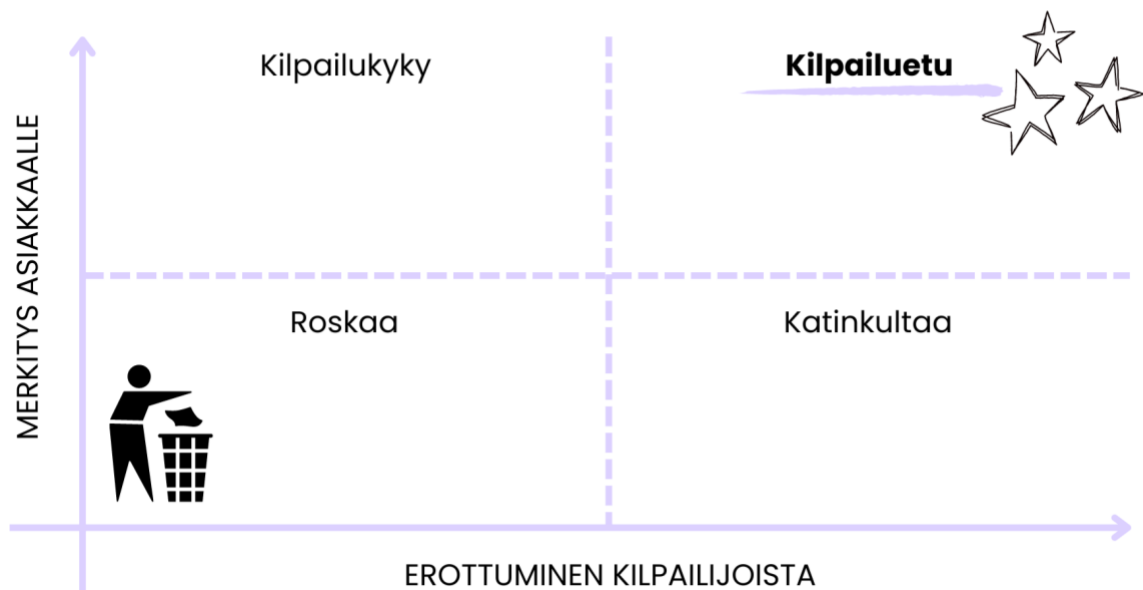 Kilpailukyky
Kilpailuetu
MERKITYS ASIAKKAALLE
Roskaa
Katinkultaa
EROTTUMINEN KILPAILIJOISTA